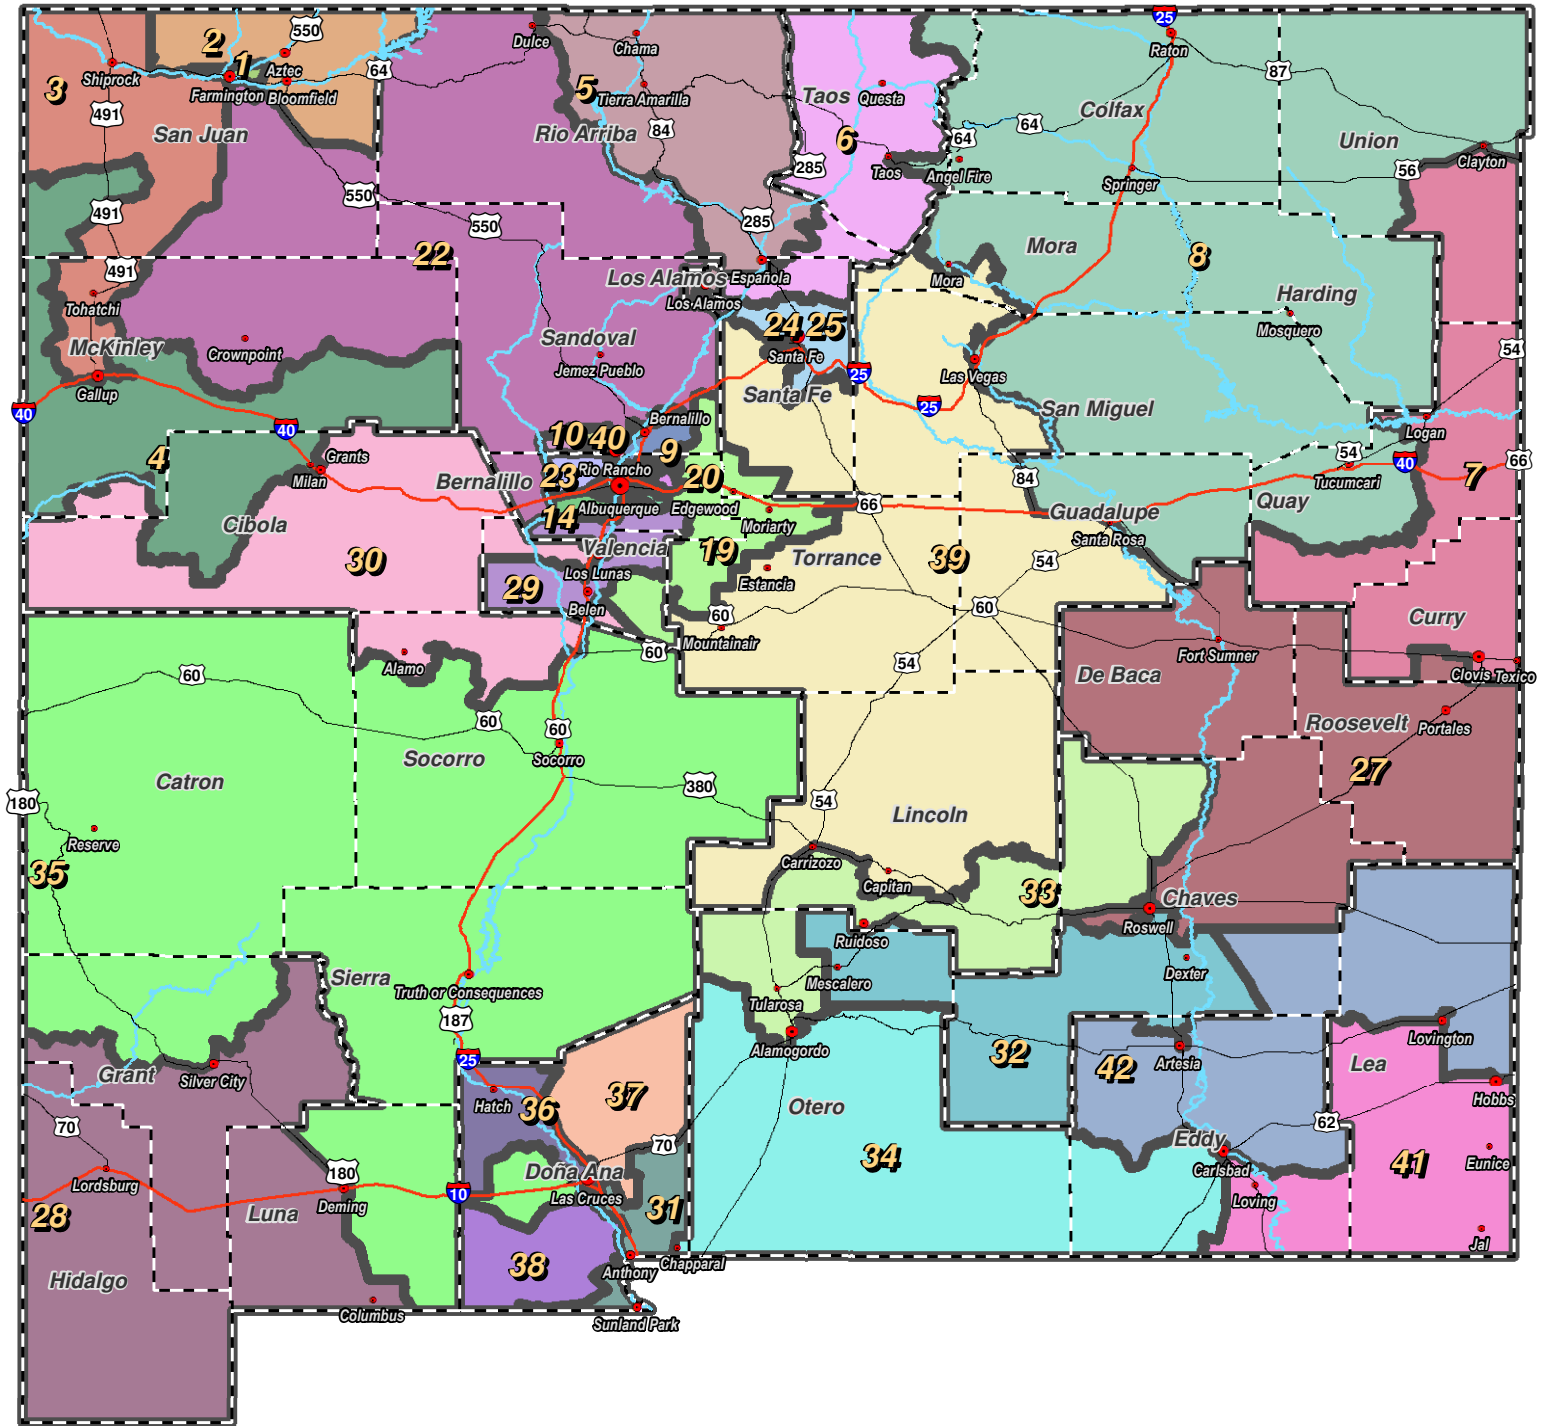 25
550
2
1
Aztec
Dulce
Chama
Raton
3
Shiprock
64
87
Farmington
Bloomfield
5
Tierra Amarilla
Taos
Questa
491
San Juan
Rio Arriba
84
6
Colfax
64
64
Union
Clayton
285
Taos
Angel Fire
56
Springer
550
491
550
285
22
Mora
8
491
Los Alamos
Española
Mora
Tohatchi
Los Alamos
Harding
24
25
Mosquero
McKinley
Crownpoint
Sandoval
Santa Fe
54
Jemez Pueblo
Gallup
25
Las Vegas
40
Santa Fe
25
San Miguel
40
Bernalillo
Logan
10
40
4
Grants
9
54
40
7
66
Milan
Bernalillo
23
Rio Rancho
20
84
Tucumcari
Albuquerque
Edgewood
66
Quay
Cibola
14
Moriarty
Guadalupe
Santa Rosa
30
Valencia
19
Torrance
39
54
29
Los Lunas
Estancia
Belen
60
60
Curry
Mountainair
60
Alamo
54
Fort Sumner
Clovis
Texico
60
De Baca
60
60
Roosevelt
Portales
Catron
Socorro
Socorro
27
180
380
54
Reserve
Lincoln
35
Carrizozo
Capitan
33
Chaves
Ruidoso
Roswell
Sierra
Mescalero
Dexter
Truth or Consequences
Tularosa
187
Lovington
Alamogordo
25
32
Artesia
Lea
Grant
Silver City
42
37
Hatch
36
Otero
Hobbs
70
70
62
Eddy
34
Eunice
180
Doña Ana
Carlsbad
41
Lordsburg
10
Las Cruces
Loving
28
Luna
Deming
31
Jal
38
Anthony
Chapparal
Hidalgo
Columbus
Sunland Park